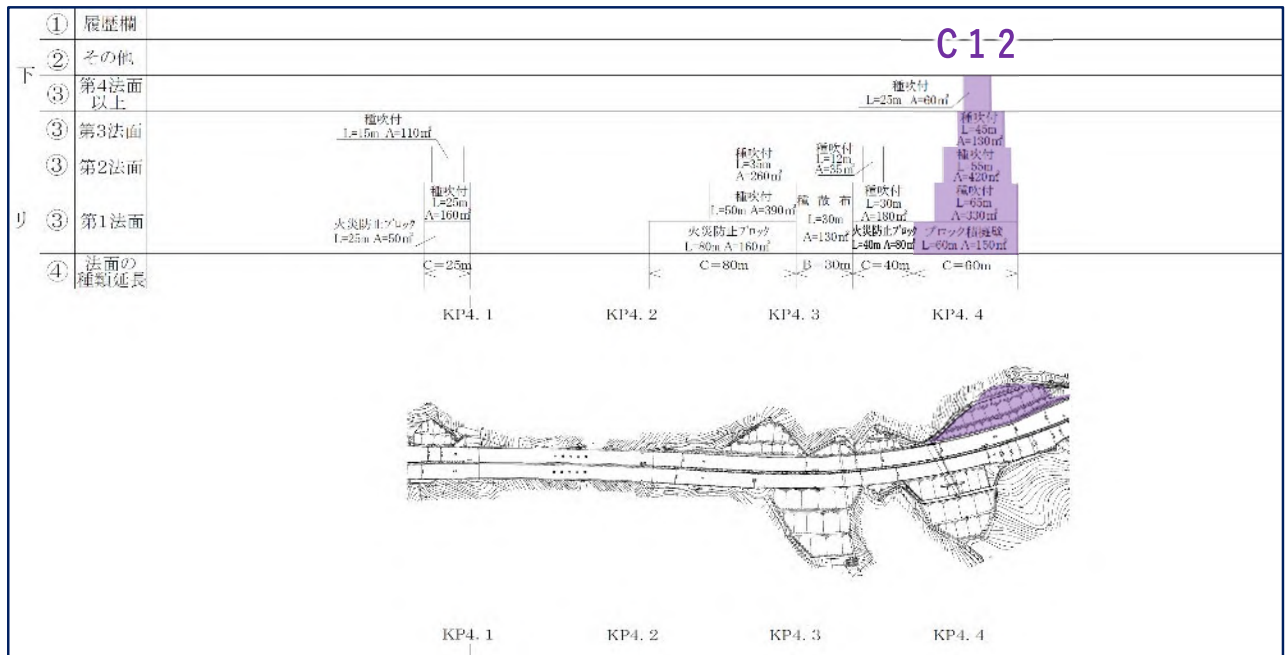 ① 履歴欄
C12
② その他
下
③ 第4法面
以上
種吹付
L=25m A=60㎡
③ 第3法面
種吹付
L=15m A=110㎡
種吹付
L=45m
A=130㎡
③ 第2法面
種吹付
L=35m
A=260㎡
種吹付
L=12m
A=35㎡
種吹付
L=55m
A=420㎡
リ
③ 第1法面
種吹付
L=25m
A=160㎡
火災防止ブロック
L=25m A=50㎡
種吹付
L=50m A=390㎡
火災防止ブロック
L=80m A=160㎡
種散布
L=30m
A=130㎡
種吹付
L=30m
A=180㎡
火災防止ブロック
L=40m A=80㎡
種吹付
L=65m
A=330㎡
ブロック積擁壁
L=60m A=150㎡
④ 法面の
種類延長
C=25m
C=80m
B=30m
C=40m
C=60m
KP4.1 KP4.2 KP4.3 KP4.4
KP4.1 KP4.2 KP4.3 KP4.4